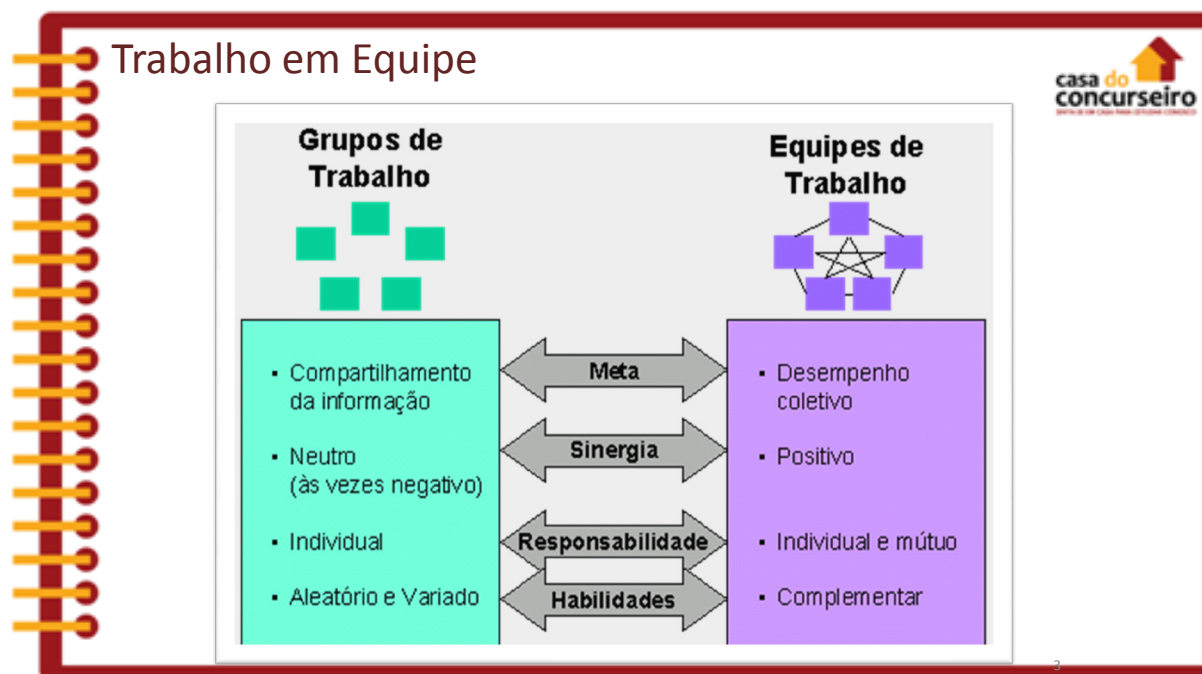 Trabalho em Equipe
casa do
concurseiro
Grupos de
Trabalho
Equipes de
Trabalho
▪ Compartilhamento
da informação
Meta
▪ Desempenho
coletivo
▪ Neutro
(às vezes negativo)
Sinergia
▪ Positivo
▪ Individual
Responsabilidade
▪ Individual e mútuo
▪ Aleatório e Variado
Habilidades
▪ Complementar
3